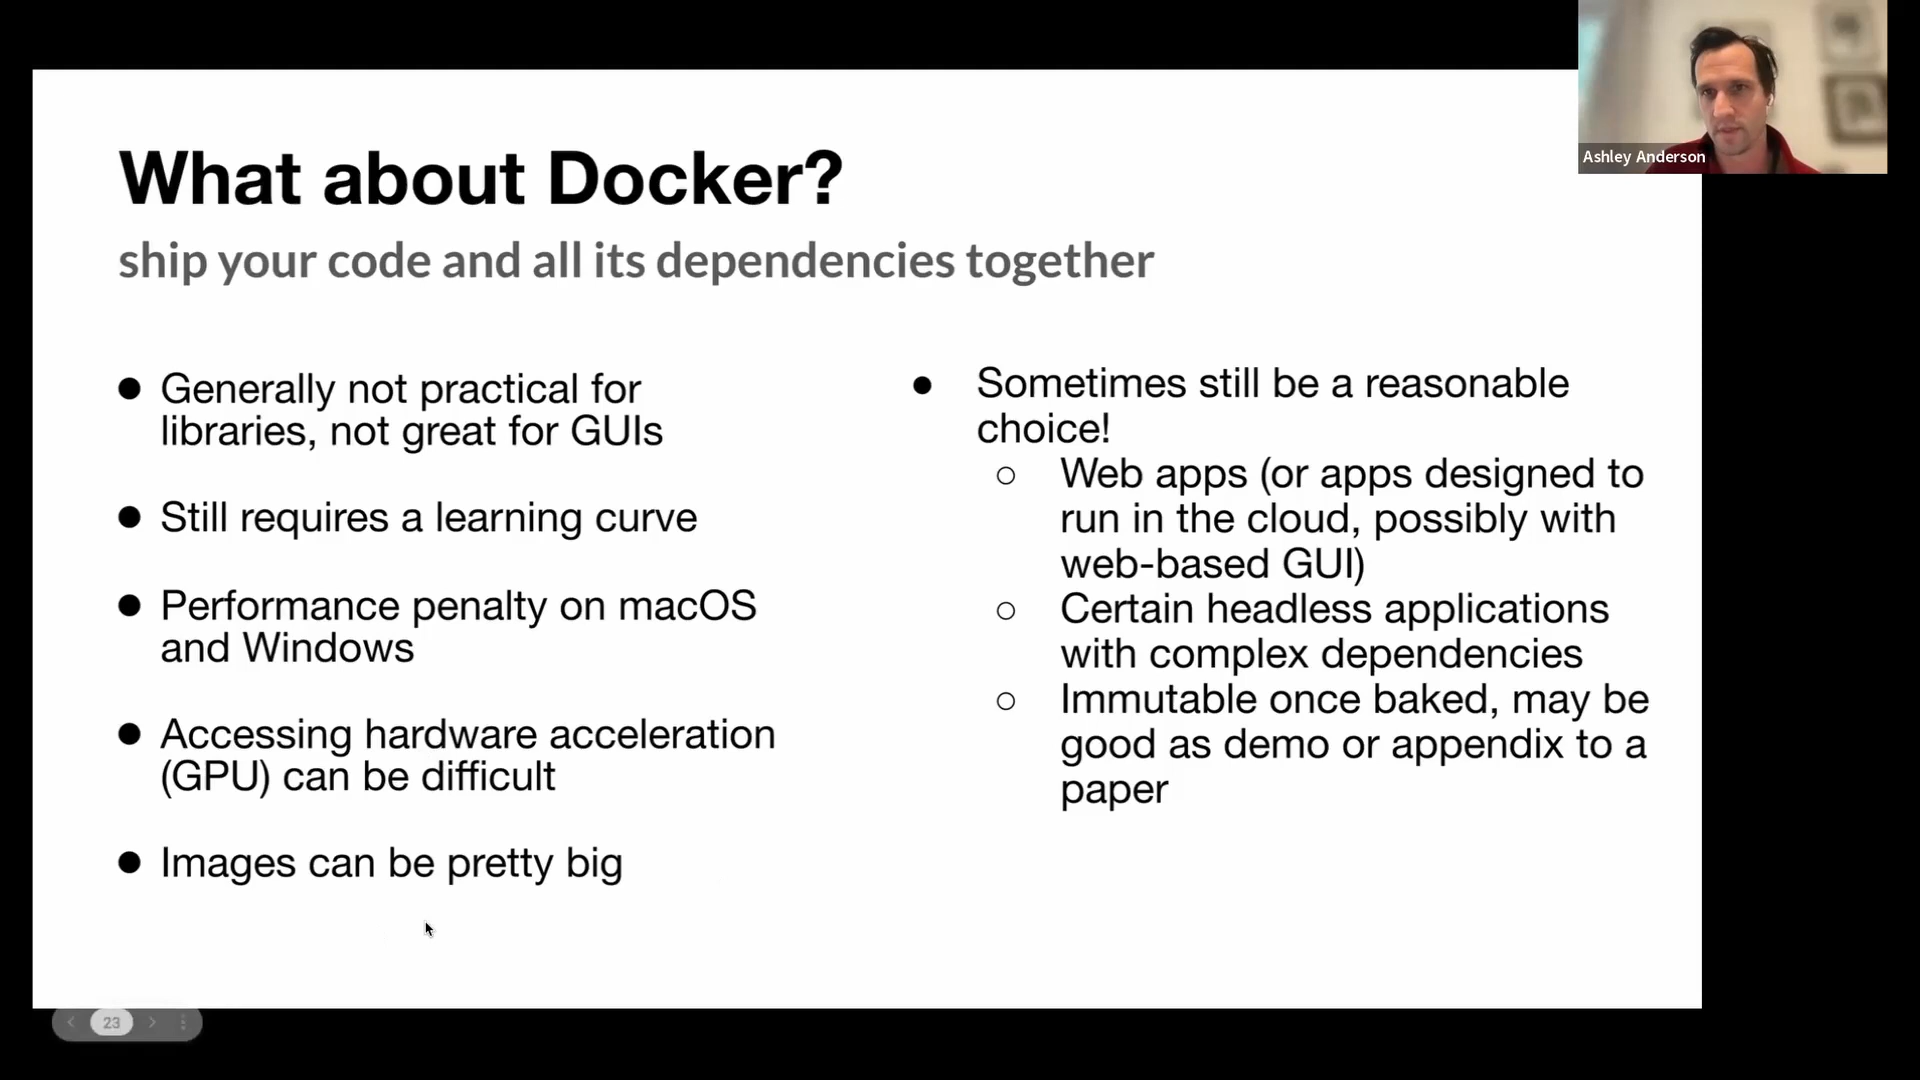 Ashley Anderson
What about Docker?
ship your code and all its dependencies together
● Generally not practical for
libraries, not great for GUIs
● Still requires a learning curve
● Performance penalty on macOS
and Windows
● Accessing hardware acceleration
(GPU) can be difficult
● Images can be pretty big
● Sometimes still be a reasonable
choice!
○ Web apps (or apps designed to
run in the cloud, possibly with
web-based GUI)
○ Certain headless applications
with complex dependencies
○ Immutable once baked, may be
good as demo or appendix to a
paper
23